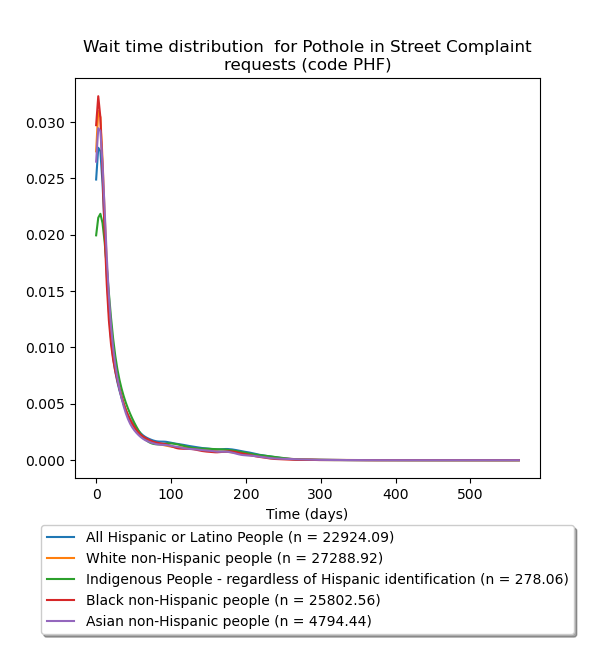 Wait time distribution  for Pothole in Street Complaint
requests (code PHF)
0.030
0.025
0.020
0.015
0.010
0.005
0.000
0 100 200 300 400 500
Time (days)
All Hispanic or Latino People (n = 22924.09)
White non-Hispanic people (n = 27288.92)
Indigenous People - regardless of Hispanic identification (n = 278.06)
Black non-Hispanic people (n = 25802.56)
Asian non-Hispanic people (n = 4794.44)